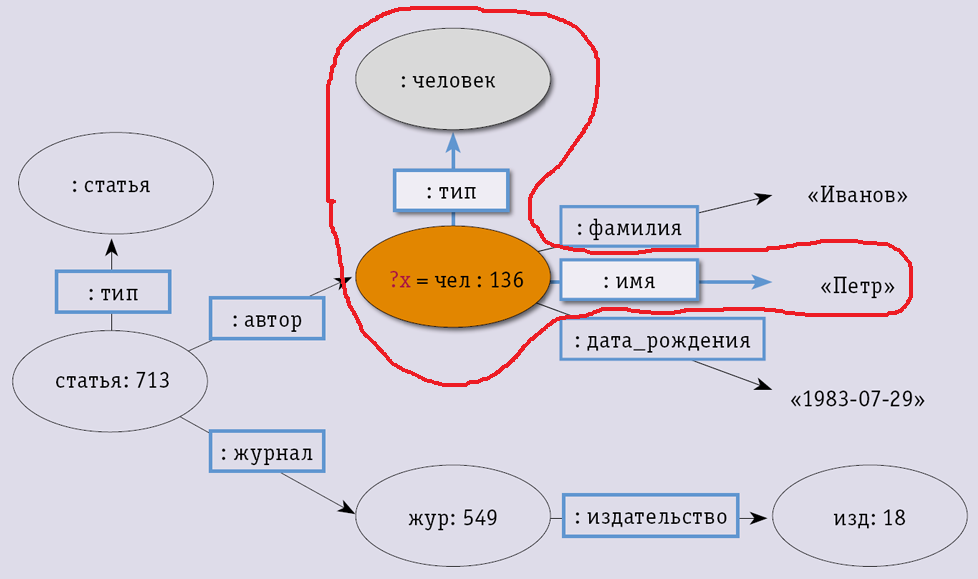 : человек
: тип
: статья
«Иванов»
: фамилия
?x = чел : 136
: имя
«Петр»
: тип
: автор
: дата_рождения
статья: 713
«1983-07-29»
: журнал
жур: 549
: издательство
изд: 18